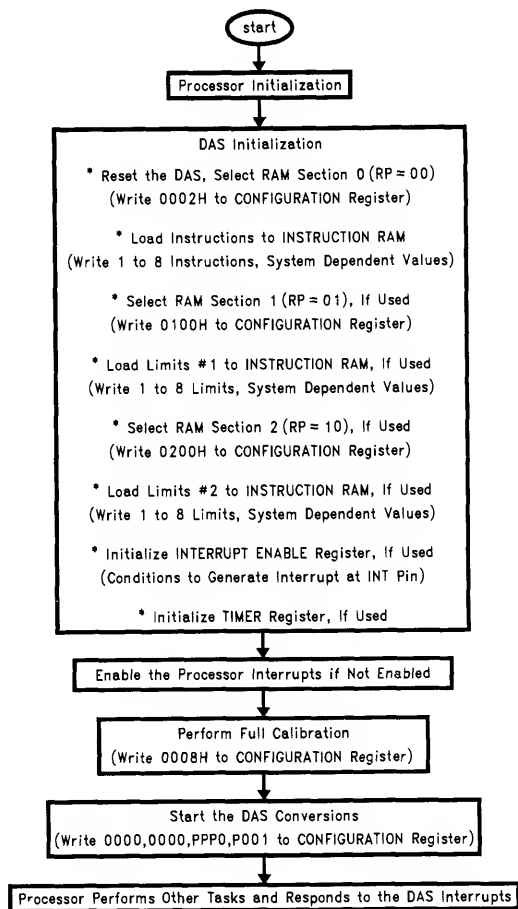 start
Processor Initialization
DAS Initialization
* Reset the DAS, Select RAM Section 0 (RP = 00)
(Write 0002H to CONFIGURATION Register)
* Load Instructions to INSTRUCTION RAM
(Write 1 to 8 Instructions, System Dependent Values)
* Select RAM Section 1 (RP = 01), If Used
(Write 0100H to CONFIGURATION Register)
* Load Limits #1 to INSTRUCTION RAM, If Used
(Write 1 to 8 Limits, System Dependent Values)
* Select RAM Section 2 (RP = 10), If Used
(Write 0200H to CONFIGURATION Register)
* Load Limits #2 to INSTRUCTION RAM, If Used
(Write 1 to 8 Limits, System Dependent Values)
* Initialize INTERRUPT ENABLE Register, If Used
(Conditions to Generate Interrupt at INT Pin)
* Initialize TIMER Register, If Used
Enable the Processor Interrupts if Not Enabled
Perform Full Calibration
(Write 0008H to CONFIGURATION Register)
Start the DAS Conversions
(Write 0000,0000,PPP0,P001 to CONFIGURATION Register)
Processor Performs Other Tasks and Responds to the DAS Interrupts